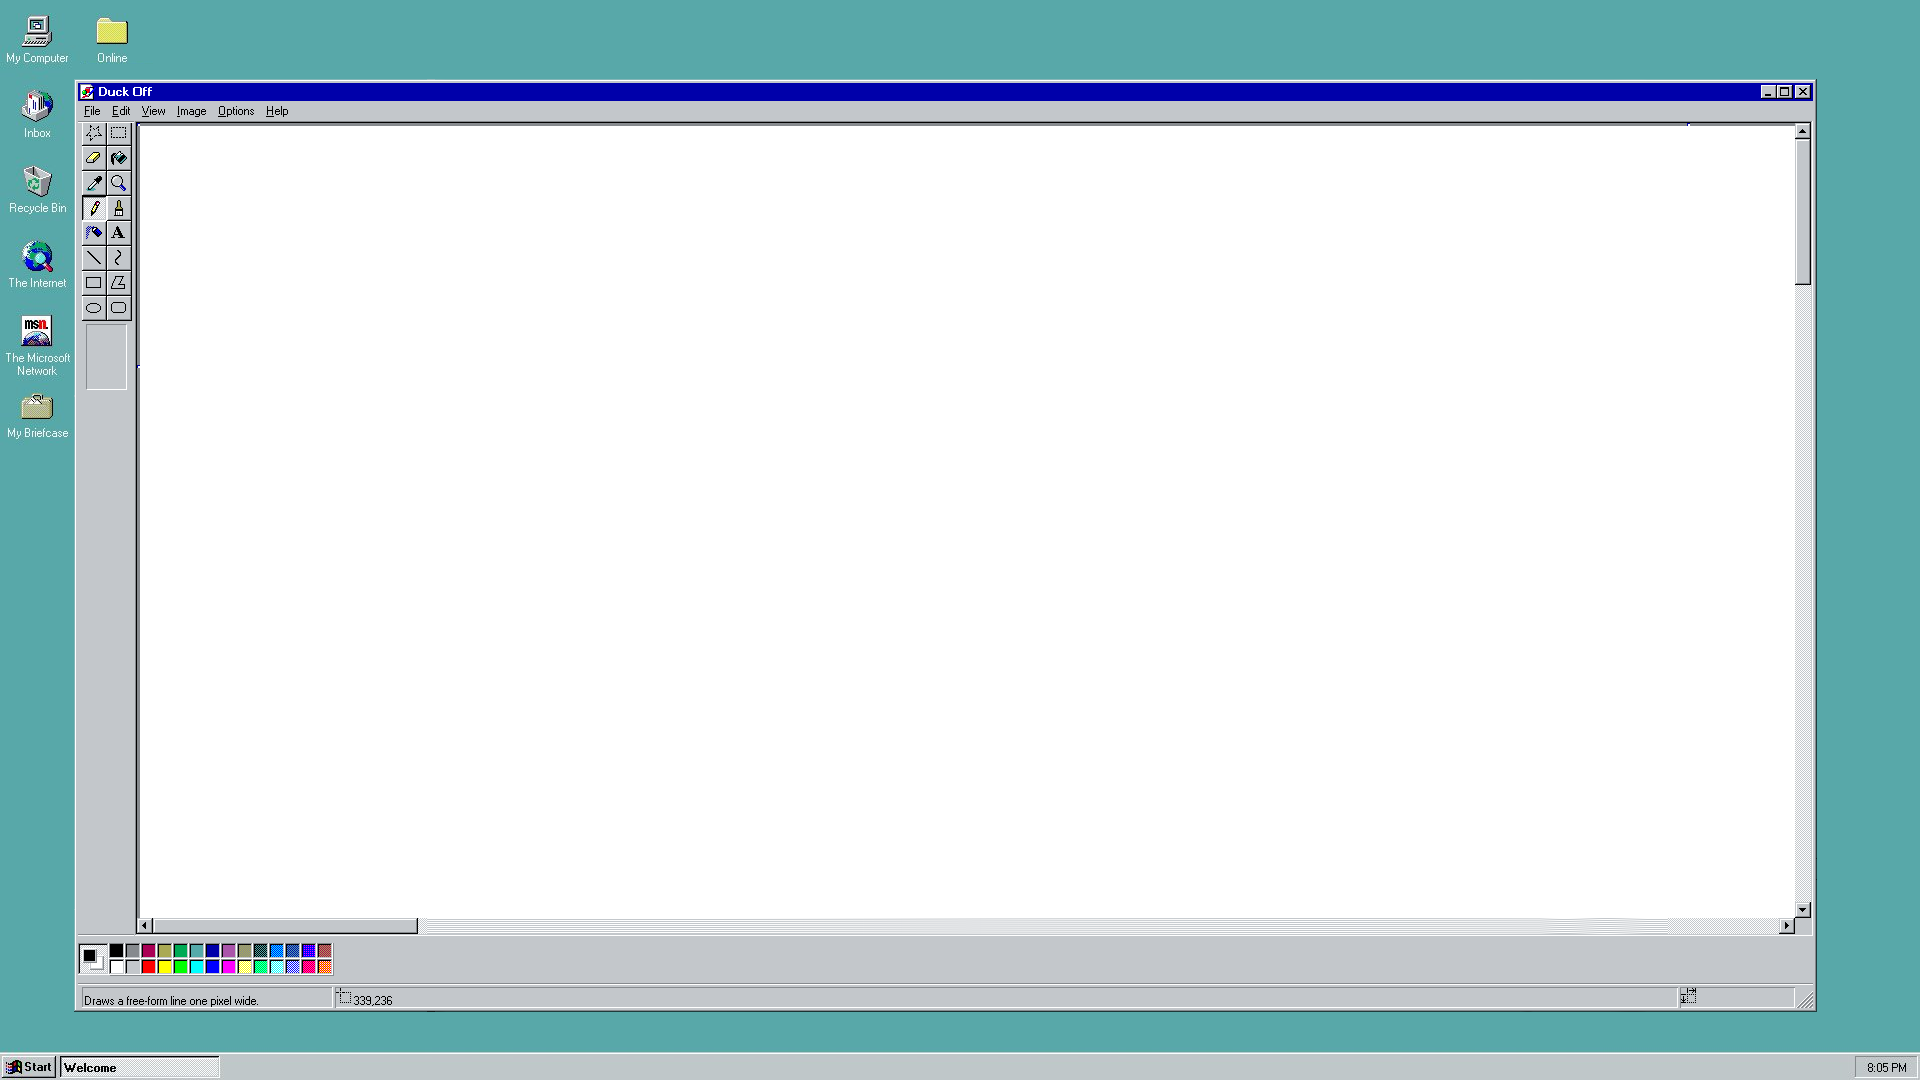 My Computer
Online
Duck Off
File Edit View Image Options Help
Inbox
Recycle Bin
A
The Internet
msn.
The Microsoft
Network
My Briefcase
Draws a free-form line one pixel wide.
339,236
Start
Welcome
8:05 PM